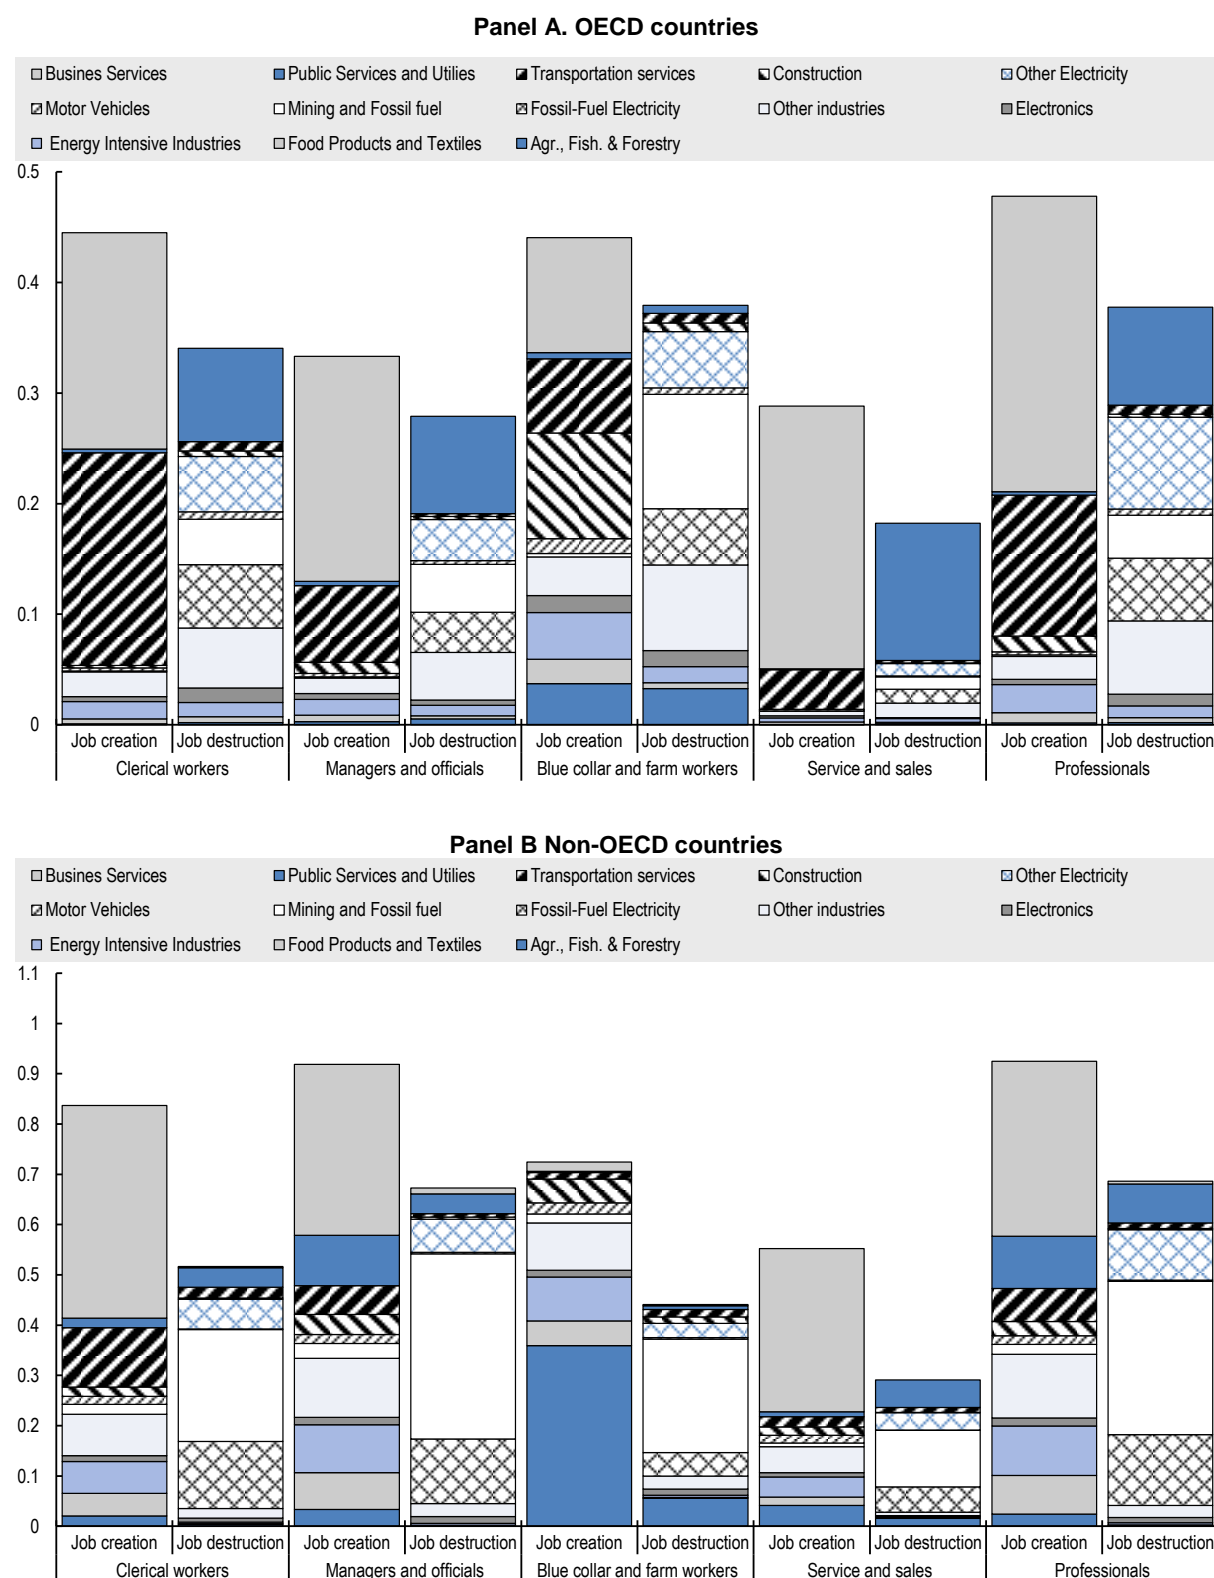 Panel A. OECD countries
Busines Services Public Services and Utilies Transportation services Construction Other Electricity
Motor Vehicles Mining and Fossil fuel Fossil-Fuel Electricity Other industries Electronics
Energy Intensive Industries Food Products and Textiles Agr., Fish. & Forestry
0.5
0.4
0.3
0.2
0.1
0
Job creation Job destruction Job creation Job destruction Job creation Job destruction Job creation Job destruction Job creation Job destruction
Clerical workers Managers and officials Blue collar and farm workers Service and sales Professionals
Panel B Non-OECD countries
Busines Services Public Services and Utilies Transportation services Construction Other Electricity
Motor Vehicles Mining and Fossil fuel Fossil-Fuel Electricity Other industries Electronics
Energy Intensive Industries Food Products and Textiles Agr., Fish. & Forestry
1.1
1
0.9
0.8
0.7
0.6
0.5
0.4
0.3
0.2
0.1
0
Job creation Job destruction Job creation Job destruction Job creation Job destruction Job creation Job destruction Job creation Job destruction
Clerical workers Managers and officials Blue collar and farm workers Service and sales Professionals